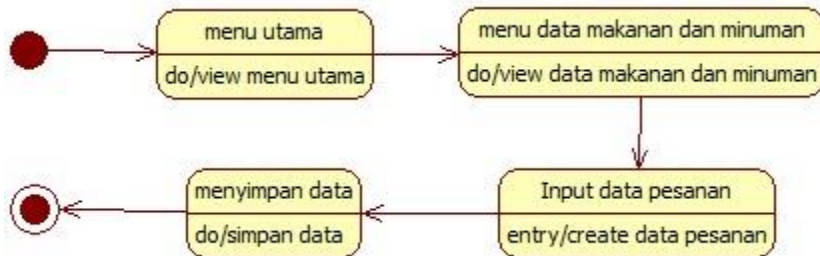 menu utama
do/view menu utama
menu data makanan dan minuman
do/view data makanan dan minuman
Input data pesanan
entry/create data pesanan
menyimpan data
do/simpan data